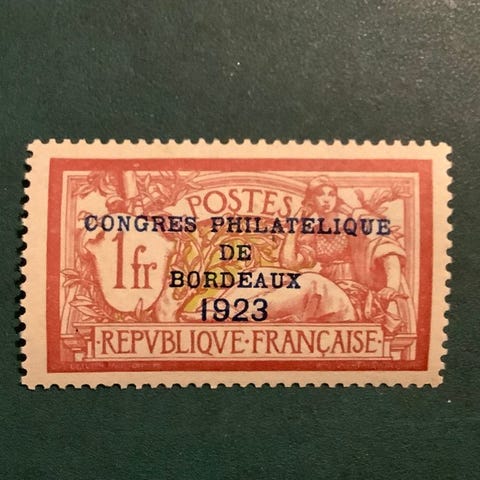 POSTES
CONGRES PHILATELIQUE
DE
BORDEAUX
1fr
1923
·REPVBLIQVE·FRANÇAISE·